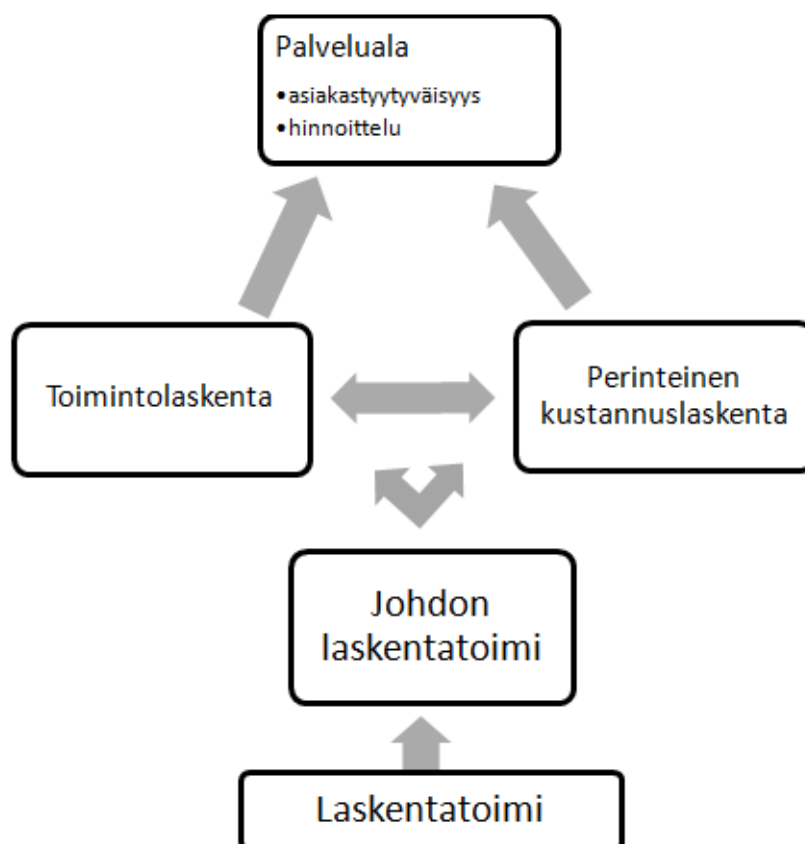 Palveluala
•asiakastyytyväisyys
•hinnoittelu
Toimintolaskenta
Perinteinen
kustannuslaskenta
Johdon
laskentatoimi
Laskentatoimi